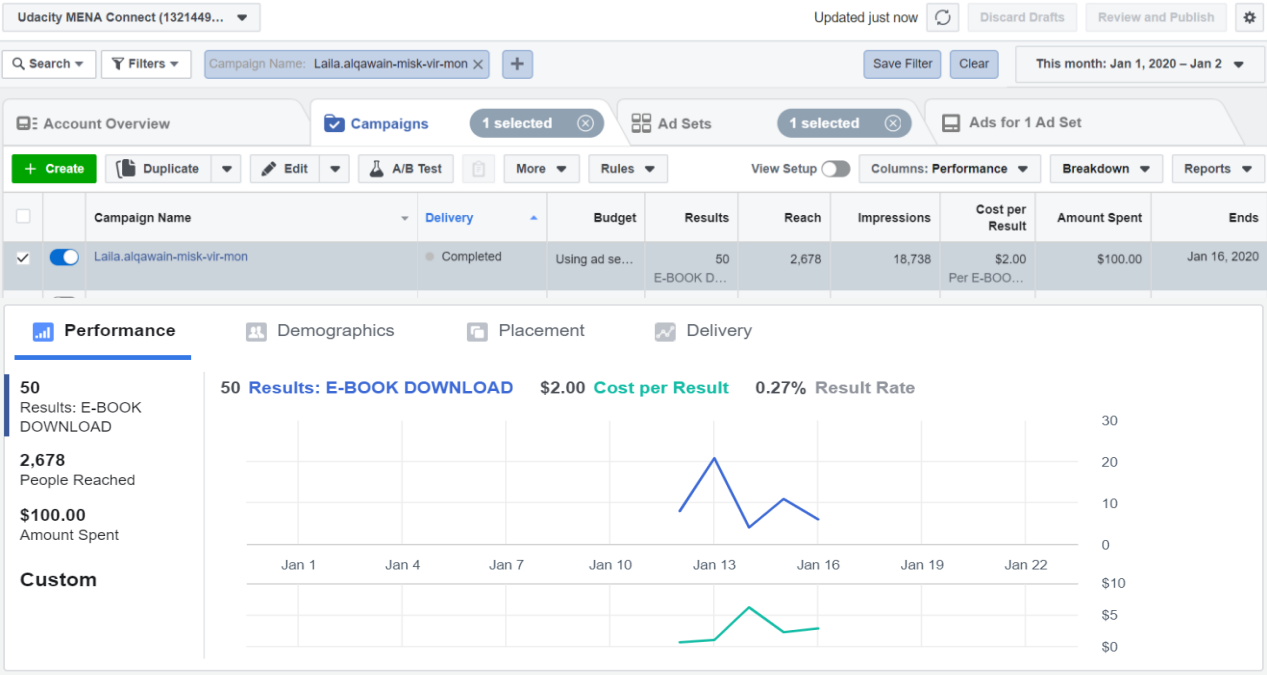 Udacity MENA Connect (1321449...
Updated just now
Discard Drafts
Review and Publish
Search
Filters
Campaign Name: Laila.alqawain-misk-vir-mon
Save Filter
Clear
This month: Jan 1, 2020 – Jan 2
Account Overview
Campaigns
1 selected
Ad Sets
1 selected
Ads for 1 Ad Set
+ Create
Duplicate
Edit
A/B Test
More
Rules
View Setup
Columns: Performance
Breakdown
Reports
Campaign Name
Delivery
Budget
Results
Reach
Impressions
Cost per
Result
Amount Spent
Ends
Laila.alqawain-misk-vir-mon
Completed
Using ad se...
50
E-BOOK D...
2,678
18,738
$2.00
Per E-BOO...
$100.00
Jan 16, 2020
Performance
Demographics
Placement
Delivery
50
Results: E-BOOK
DOWNLOAD
2,678
People Reached
$100.00
Amount Spent
Custom
50 Results: E-BOOK DOWNLOAD
$2.00 Cost per Result
0.27% Result Rate
30
20
10
0
Jan 1
Jan 4
Jan 7
Jan 10
Jan 13
Jan 16
Jan 19
Jan 22
$10
$5
$0